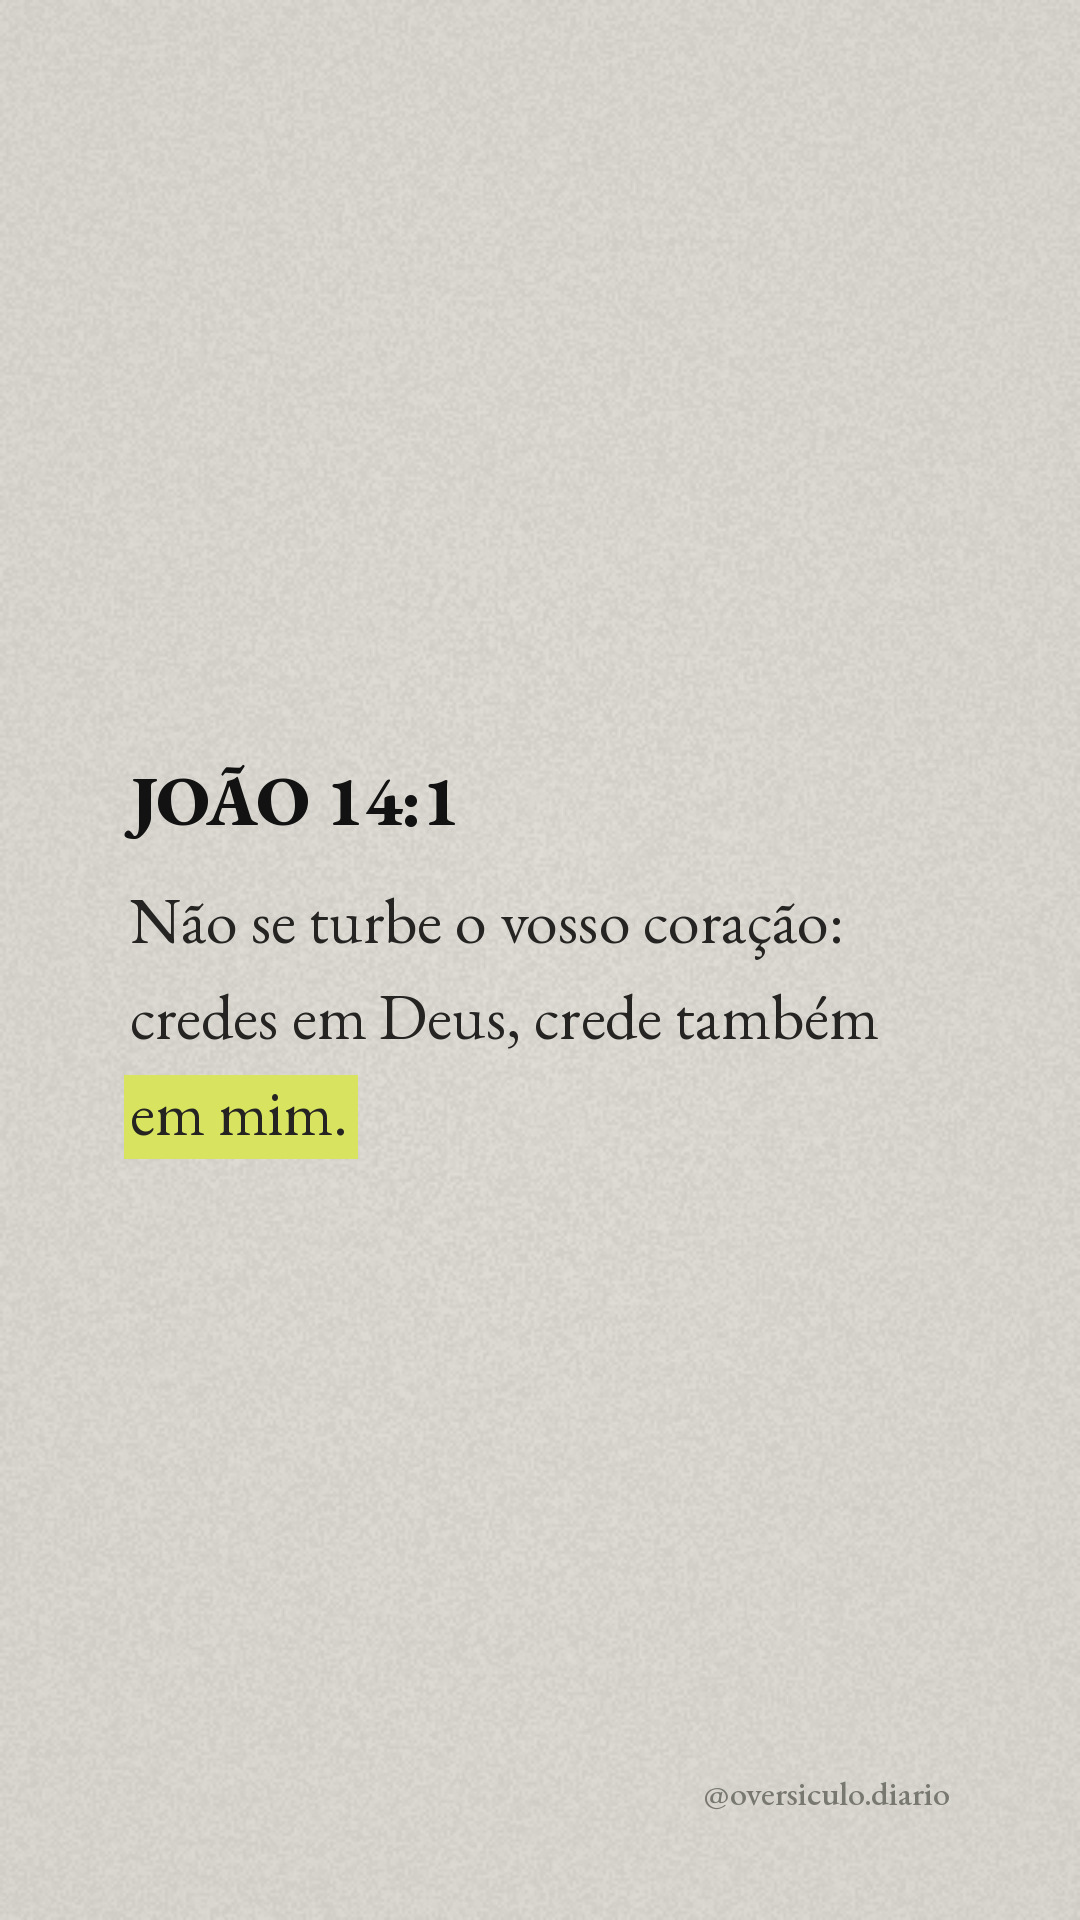 JOÃO 14:1
Não se turbe o vosso coração:
credes em Deus, crede também
em mim.
@oversiculo.diario